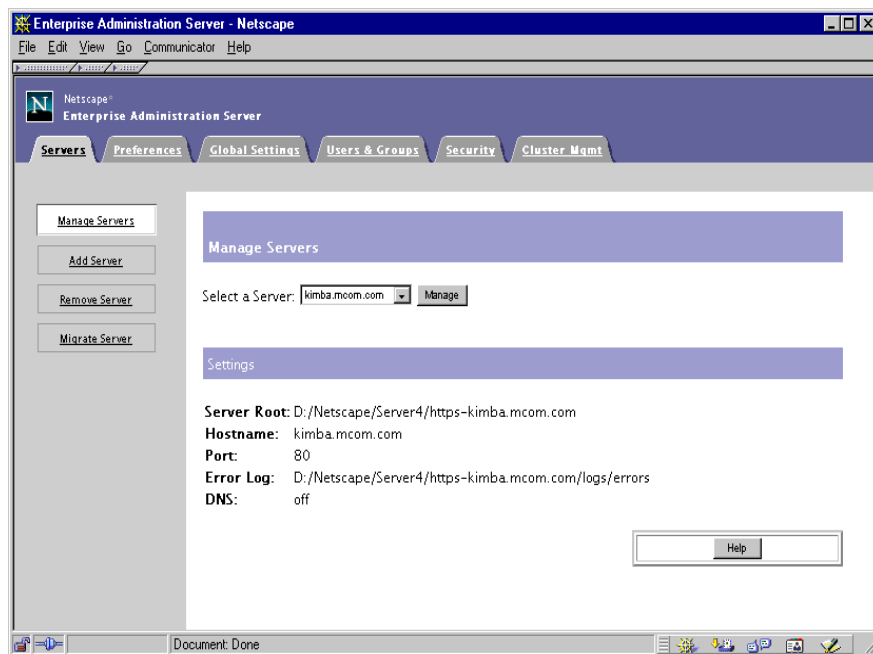 Enterprise Administration Server - Netscape
File Edit View Go Communicator Help
Netscape®
Enterprise Administration Server
Servers Preferences Global Settings Users & Groups Security Cluster Mgmt
Manage Servers
Add Server
Remove Server
Migrate Server
Manage Servers
Select a Server: kimba.mcom.com Manage
Settings
Server Root: D:/Netscape/Server4/https-kimba.mcom.com
Hostname: kimba.mcom.com
Port: 80
Error Log: D:/Netscape/Server4/https-kimba.mcom.com/logs/errors
DNS: off
Help
Document: Done